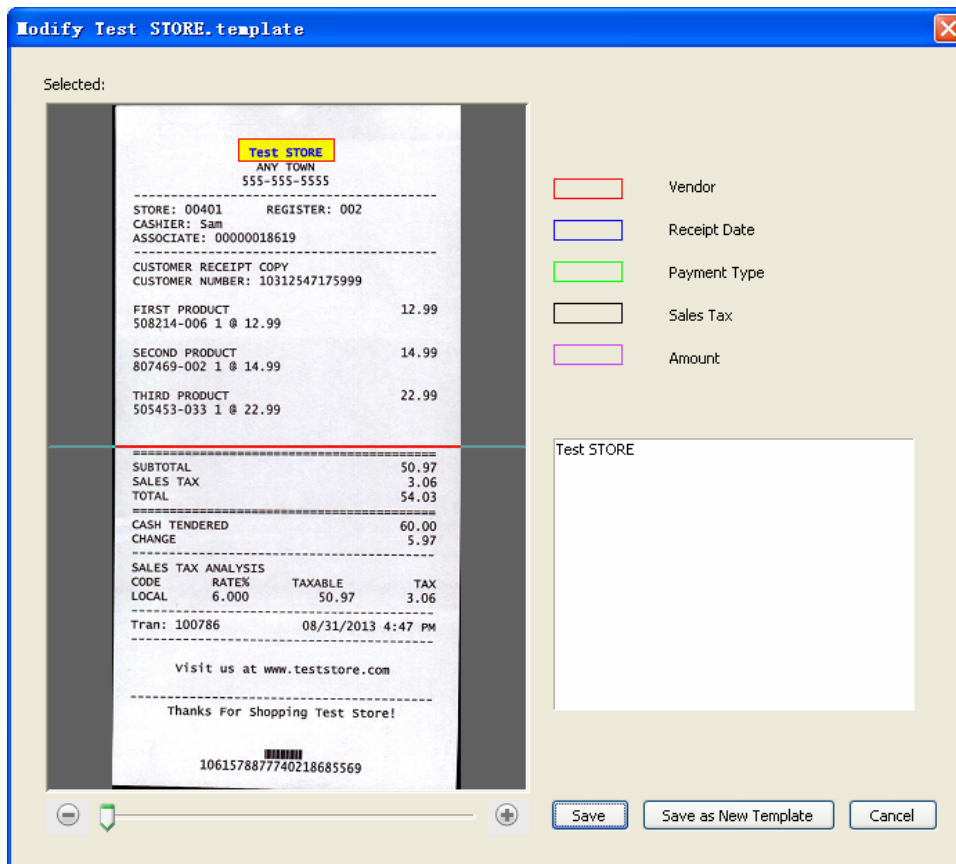 Modify Test STORE.template
Selected:
Test STORE
ANY TOWN
555-555-5555
----------------------------------------
STORE: 00401 REGISTER: 002
CASHIER: Sam
ASSOCIATE: 00000018619
----------------------------------------
CUSTOMER RECEIPT COPY
CUSTOMER NUMBER: 10312547175999
FIRST PRODUCT 12.99
508214-006 1 @ 12.99
SECOND PRODUCT 14.99
807469-002 1 @ 14.99
THIRD PRODUCT 22.99
505453-033 1 @ 22.99
========================================
SUBTOTAL 50.97
SALES TAX 3.06
TOTAL 54.03
========================================
CASH TENDERED 60.00
CHANGE 5.97
----------------------------------------
SALES TAX ANALYSIS
CODE RATE% TAXABLE TAX
LOCAL 6.000 50.97 3.06
----------------------------------------
Tran: 100786 08/31/2013 4:47 PM
----------------------------------------
Visit us at www.teststore.com
----------------------------------------
Thanks For Shopping Test Store!
1061578877740218685569
Vendor
Receipt Date
Payment Type
Sales Tax
Amount
Test STORE
Save
Save as New Template
Cancel